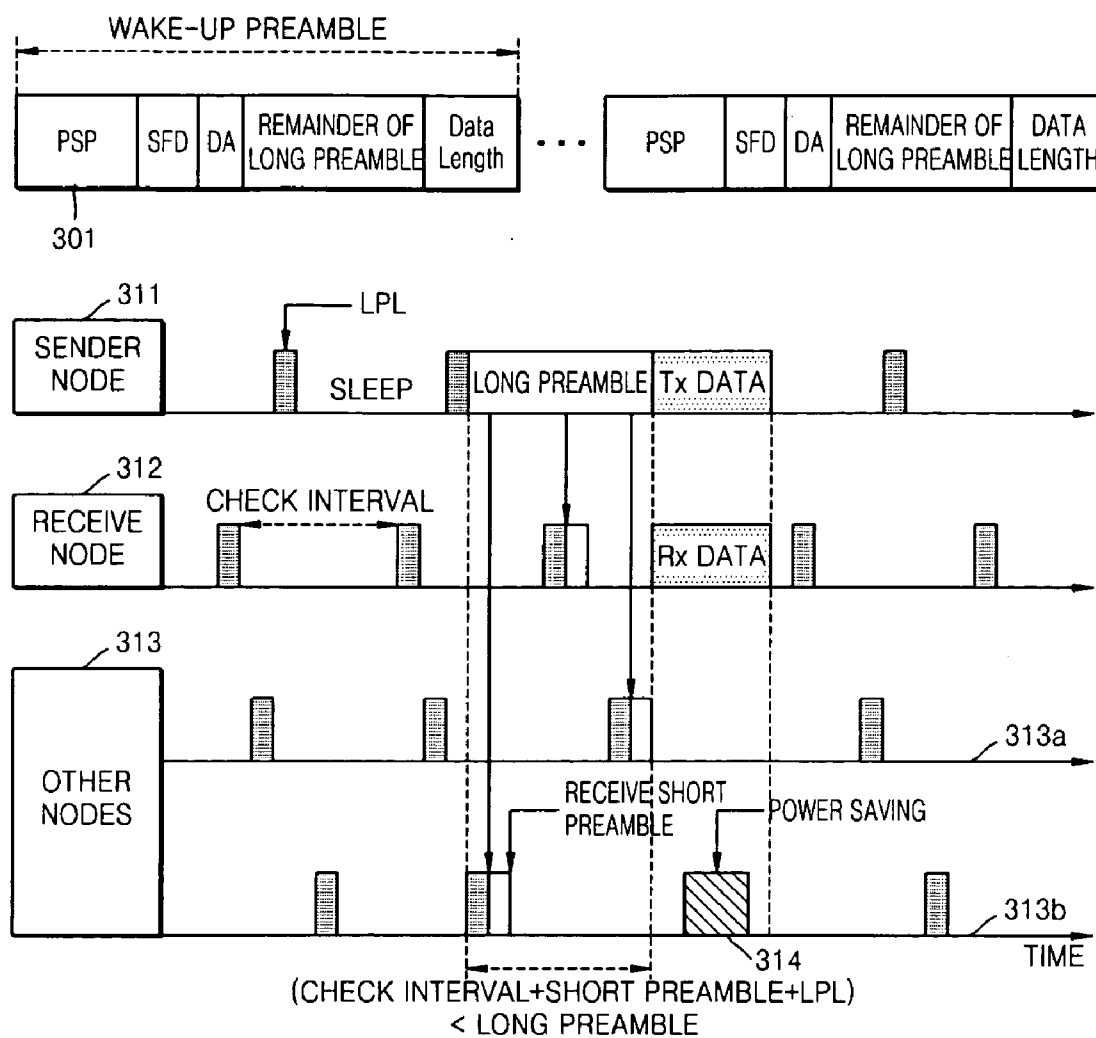 WAKE-UP PREAMBLE
PSP
SFD
DA
REMAINDER OF
LONG PREAMBLE
Data
Length
...
PSP
SFD
DA
REMAINDER OF
LONG PREAMBLE
DATA
LENGTH
301
311
SENDER
NODE
LPL
SLEEP
LONG PREAMBLE
Tx DATA
312
RECEIVE
NODE
CHECK INTERVAL
Rx DATA
313
OTHER
NODES
313a
RECEIVE SHORT
PREAMBLE
POWER SAVING
313b
314
TIME
(CHECK INTERVAL+SHORT PREAMBLE+LPL)
< LONG PREAMBLE